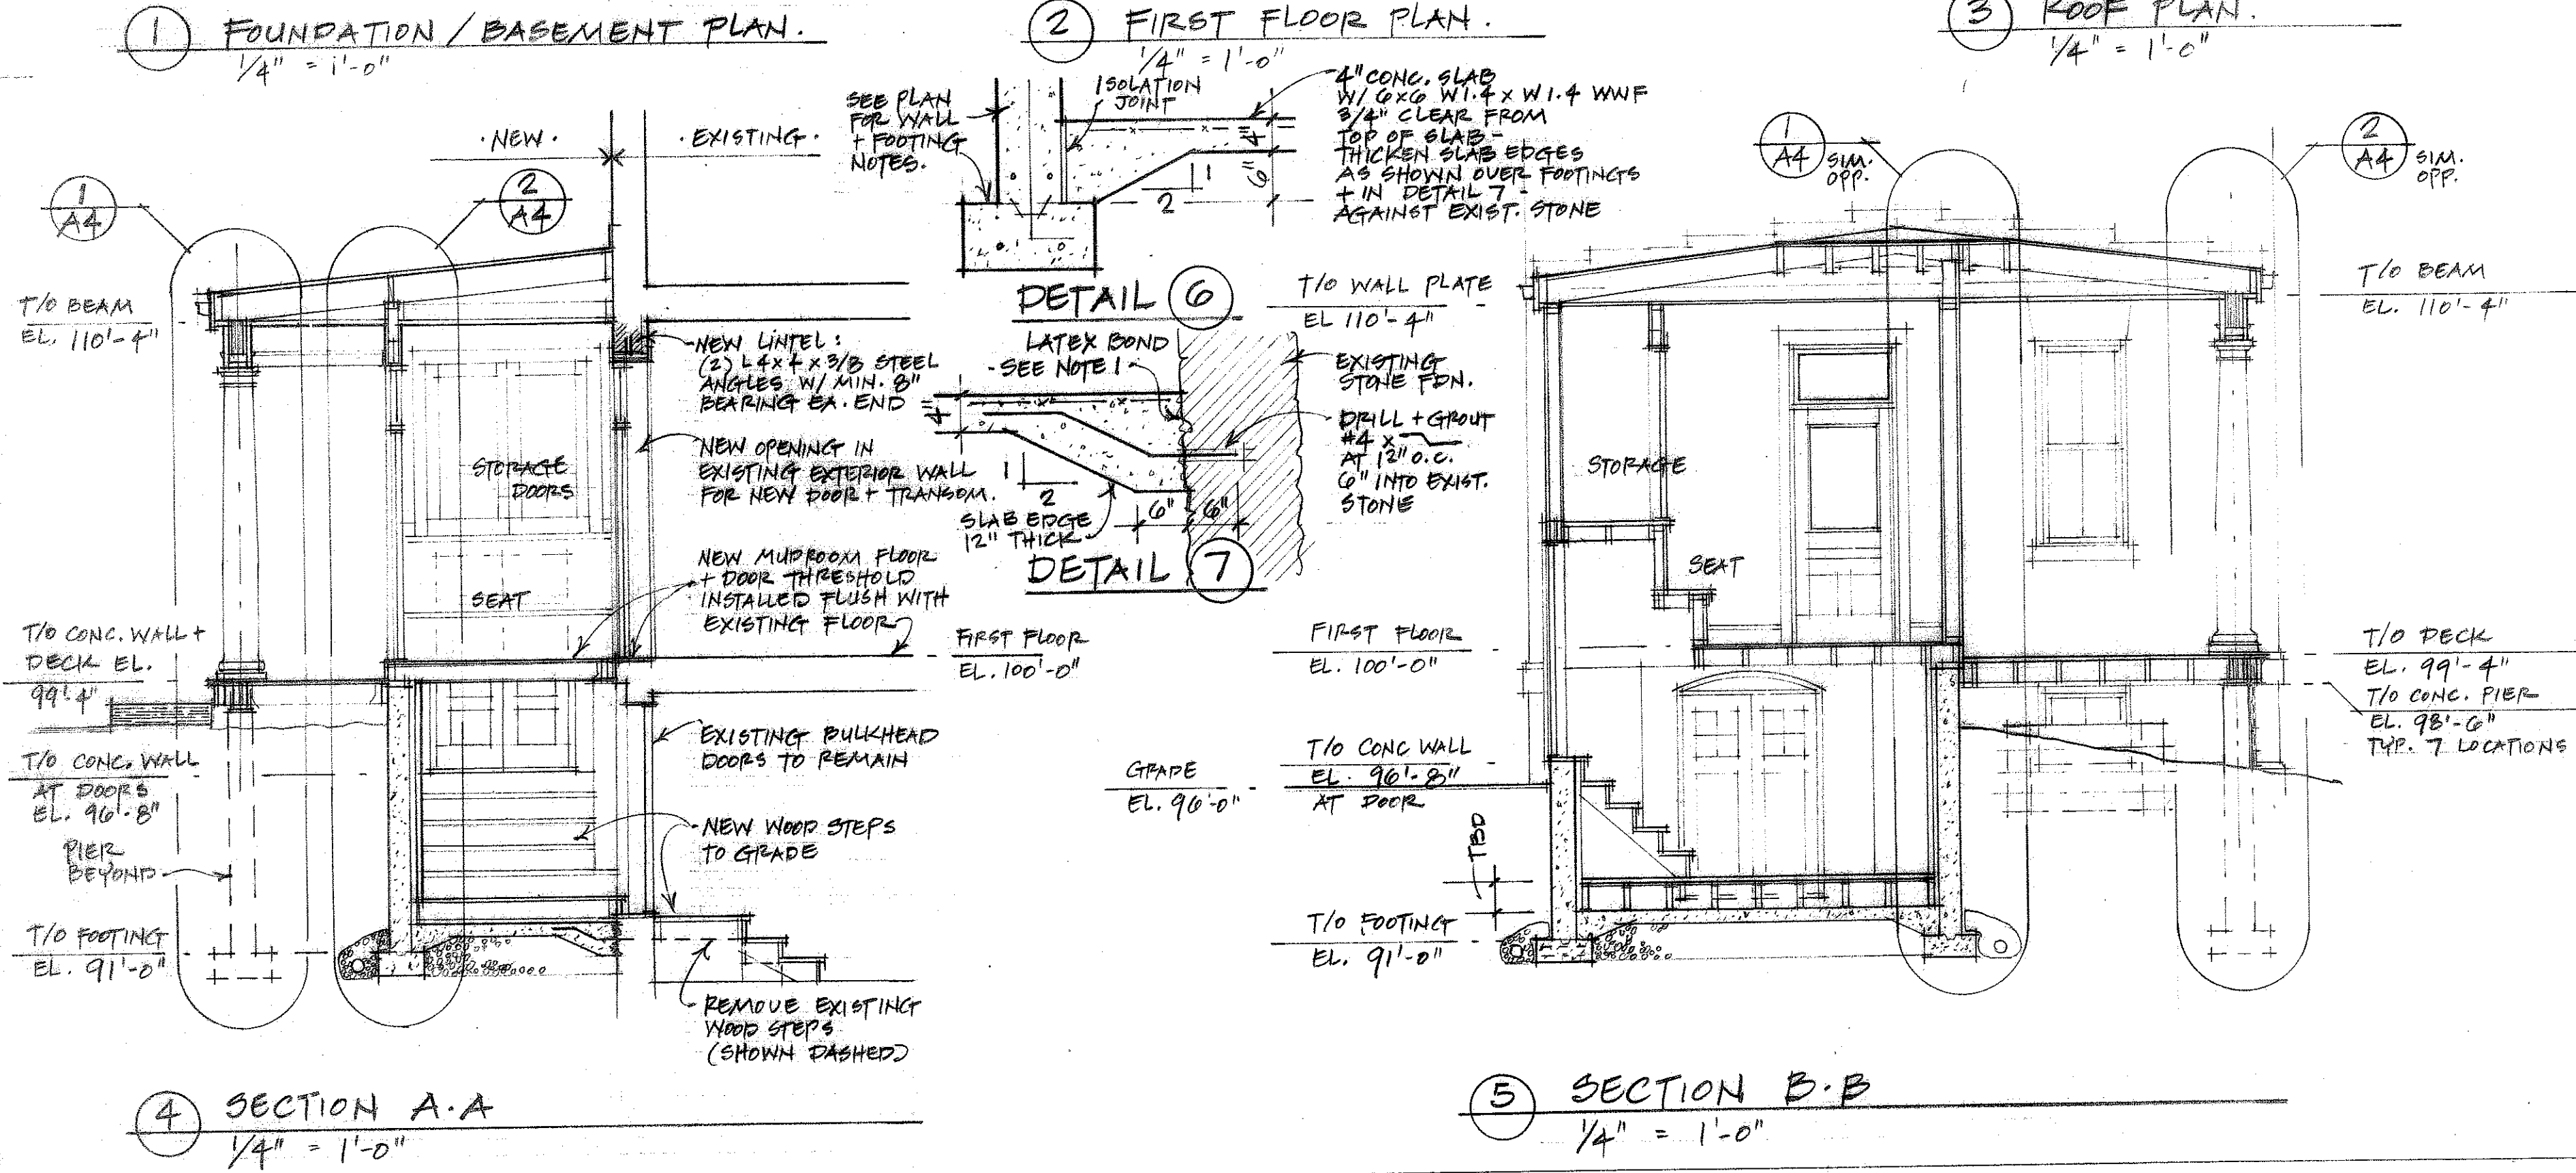 1 FOUNDATION / BASEMENT PLAN.
1/4" = 1'-0"
2 FIRST FLOOR PLAN.
1/4" = 1'-0"
3 ROOF PLAN.
1/4" = 1'-0"
·NEW·
·EXISTING·
1
A4
2
A4
T/O BEAM
EL. 110'-4"
T/O CONC. WALL +
DECK EL.
99'-4"
T/O CONC. WALL
AT DOORS
EL. 96'-8"
PIER
BEYOND
T/O FOOTING
EL. 91'-0"
STORAGE
DOORS
SEAT
NEW LINTEL:
(2) L4x4x3/8 STEEL
ANGLES W/ MIN. 8"
BEARING EA. END
NEW OPENING IN
EXISTING EXTERIOR WALL
FOR NEW DOOR + TRANSOM.
NEW MUDROOM FLOOR
+ DOOR THRESHOLD
INSTALLED FLUSH WITH
EXISTING FLOOR
FIRST FLOOR
EL. 100'-0"
EXISTING BULKHEAD
DOORS TO REMAIN
NEW WOOD STEPS
TO GRADE
REMOVE EXISTING
WOOD STEPS
(SHOWN DASHED)
4 SECTION A·A
1/4" = 1'-0"
SEE PLAN
FOR WALL
+ FOOTING
NOTES.
ISOLATION
JOINT
4" CONC. SLAB
W/ 6x6 W1.4 x W1.4 WWF
3/4" CLEAR FROM
TOP OF SLAB -
THICKEN SLAB EDGES
AS SHOWN OVER FOOTINGS
+ IN DETAIL 7 -
AGAINST EXIST. STONE
4"
6"
1
2
DETAIL 6
LATEX BOND
- SEE NOTE 1 -
EXISTING
STONE FDN.
DRILL + GROUT
#4 x
AT 12" O.C.
6" INTO EXIST.
STONE
4"
1
2
6"
6"
SLAB EDGE
12" THICK
DETAIL 7
1
A4
SIM.
OPP.
2
A4
SIM.
OPP.
T/O WALL PLATE
EL 110'-4"
T/O BEAM
EL. 110'-4"
STORAGE
SEAT
FIRST FLOOR
EL. 100'-0"
T/O DECK
EL. 99'-4"
T/O CONC. PIER
EL. 98'-6"
TYP. 7 LOCATIONS
GRADE
EL. 96'-0"
T/O CONC WALL
EL. 96'-8"
AT DOOR
TBD
T/O FOOTING
EL. 91'-0"
5 SECTION B·B
1/4" = 1'-0"